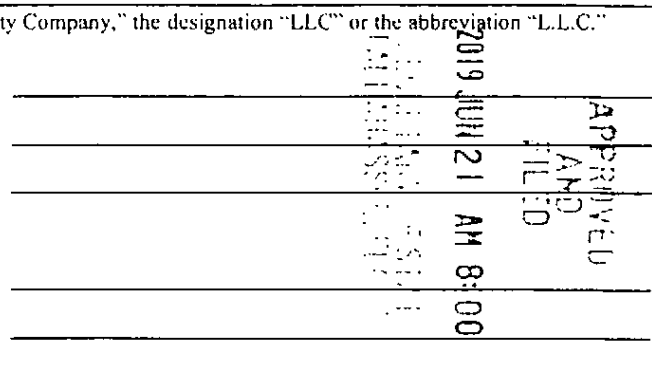 ty Company,” the designation “LLC” or the abbreviation “L.L.C.”
APPROVED
AND
FILED
2019 JUN 21 AM 8:00